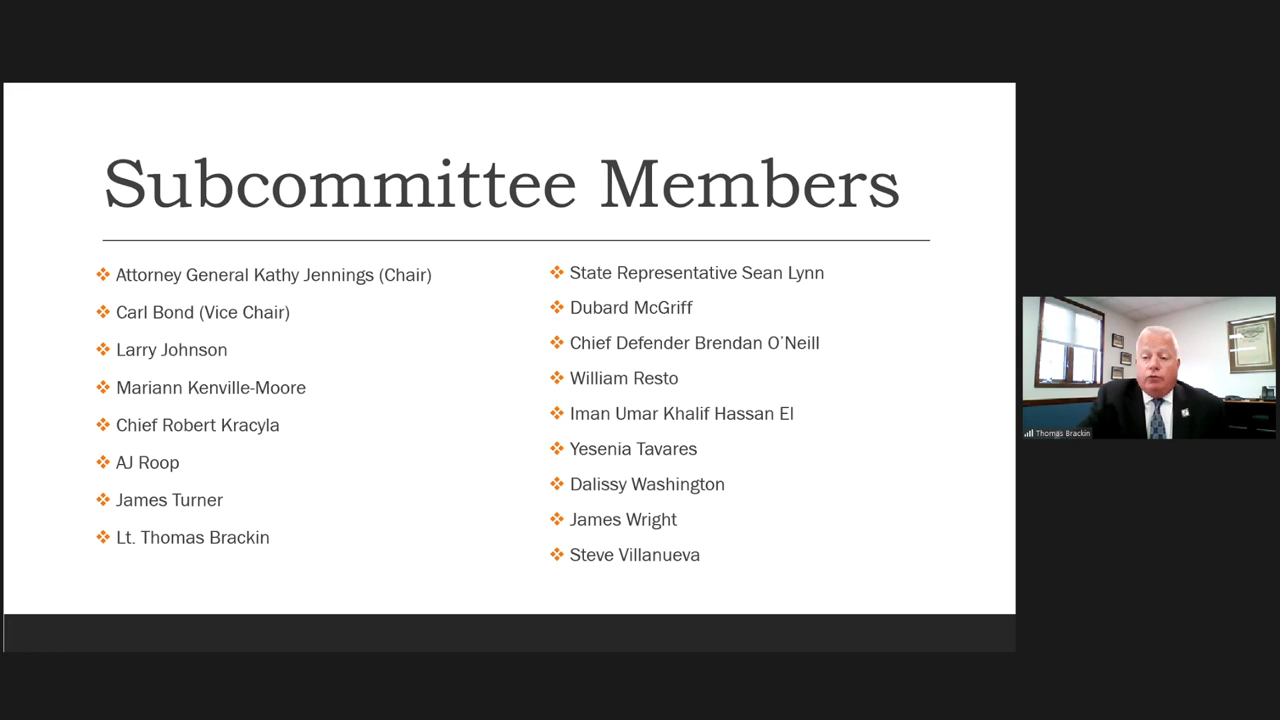 Subcommittee Members
Attorney General Kathy Jennings (Chair)
Carl Bond (Vice Chair)
Larry Johnson
Mariann Kenville-Moore
Chief Robert Kracyla
AJ Roop
James Turner
Lt. Thomas Brackin
State Representative Sean Lynn
Dubard McGriff
Chief Defender Brendan O'Neill
William Resto
Iman Umar Khalif Hassan El
Yesenia Tavares
Dalissy Washington
James Wright
Steve Villanueva
Thomas Brackin